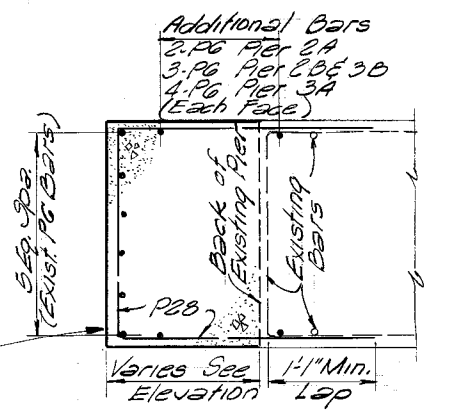 Additional Bars
2-P6 Pier 2A
3-P6 Pier 2B & 3B
4-P6 Pier 3A
(Each Face)
5 Eq. Spa.
(Exist. P6 Bars)
Back of
Existing Pier
Existing
Bars
P28
Varies See
Elevation
1'-1" Min.
Lap